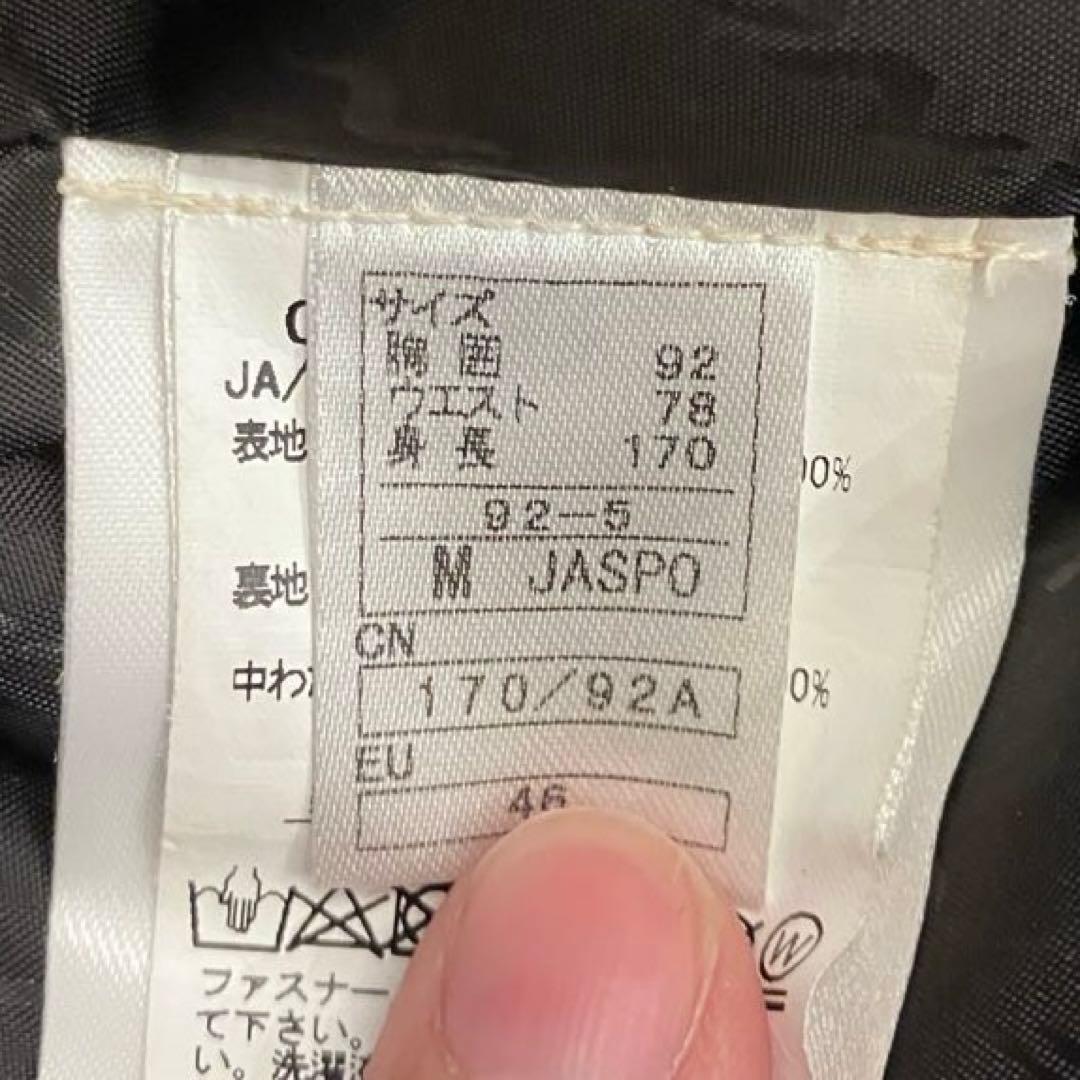 サイズ
胸囲 92
ウエスト 78
身長 170
92-5
M JASPO
CN
170/92A
EU
46
JA/
表地
00%
裏地
中わ
0%
W
ファスナー
て下さい。
い。洗濯